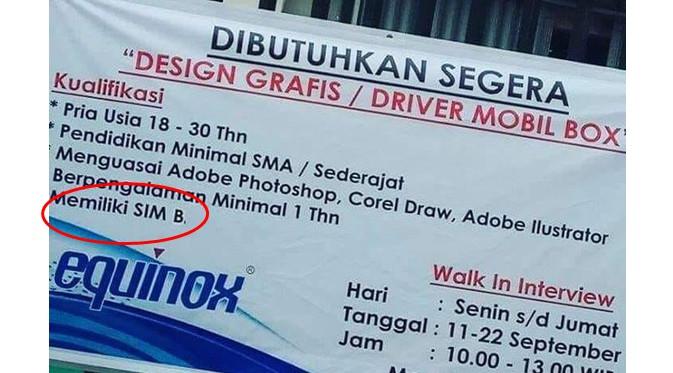 DIBUTUHKAN SEGERA
“DESIGN GRAFIS / DRIVER MOBIL BOX”
Kualifikasi
* Pria Usia 18 - 30 Thn
* Pendidikan Minimal SMA / Sederajat
* Menguasai Adobe Photoshop, Corel Draw, Adobe Ilustrator
Berpengalaman Minimal 1 Thn
Memiliki SIM B,
equinox®
Walk In Interview
Hari : Senin s/d Jumat
Tanggal : 11-22 September
Jam : 10.00 - 13.00